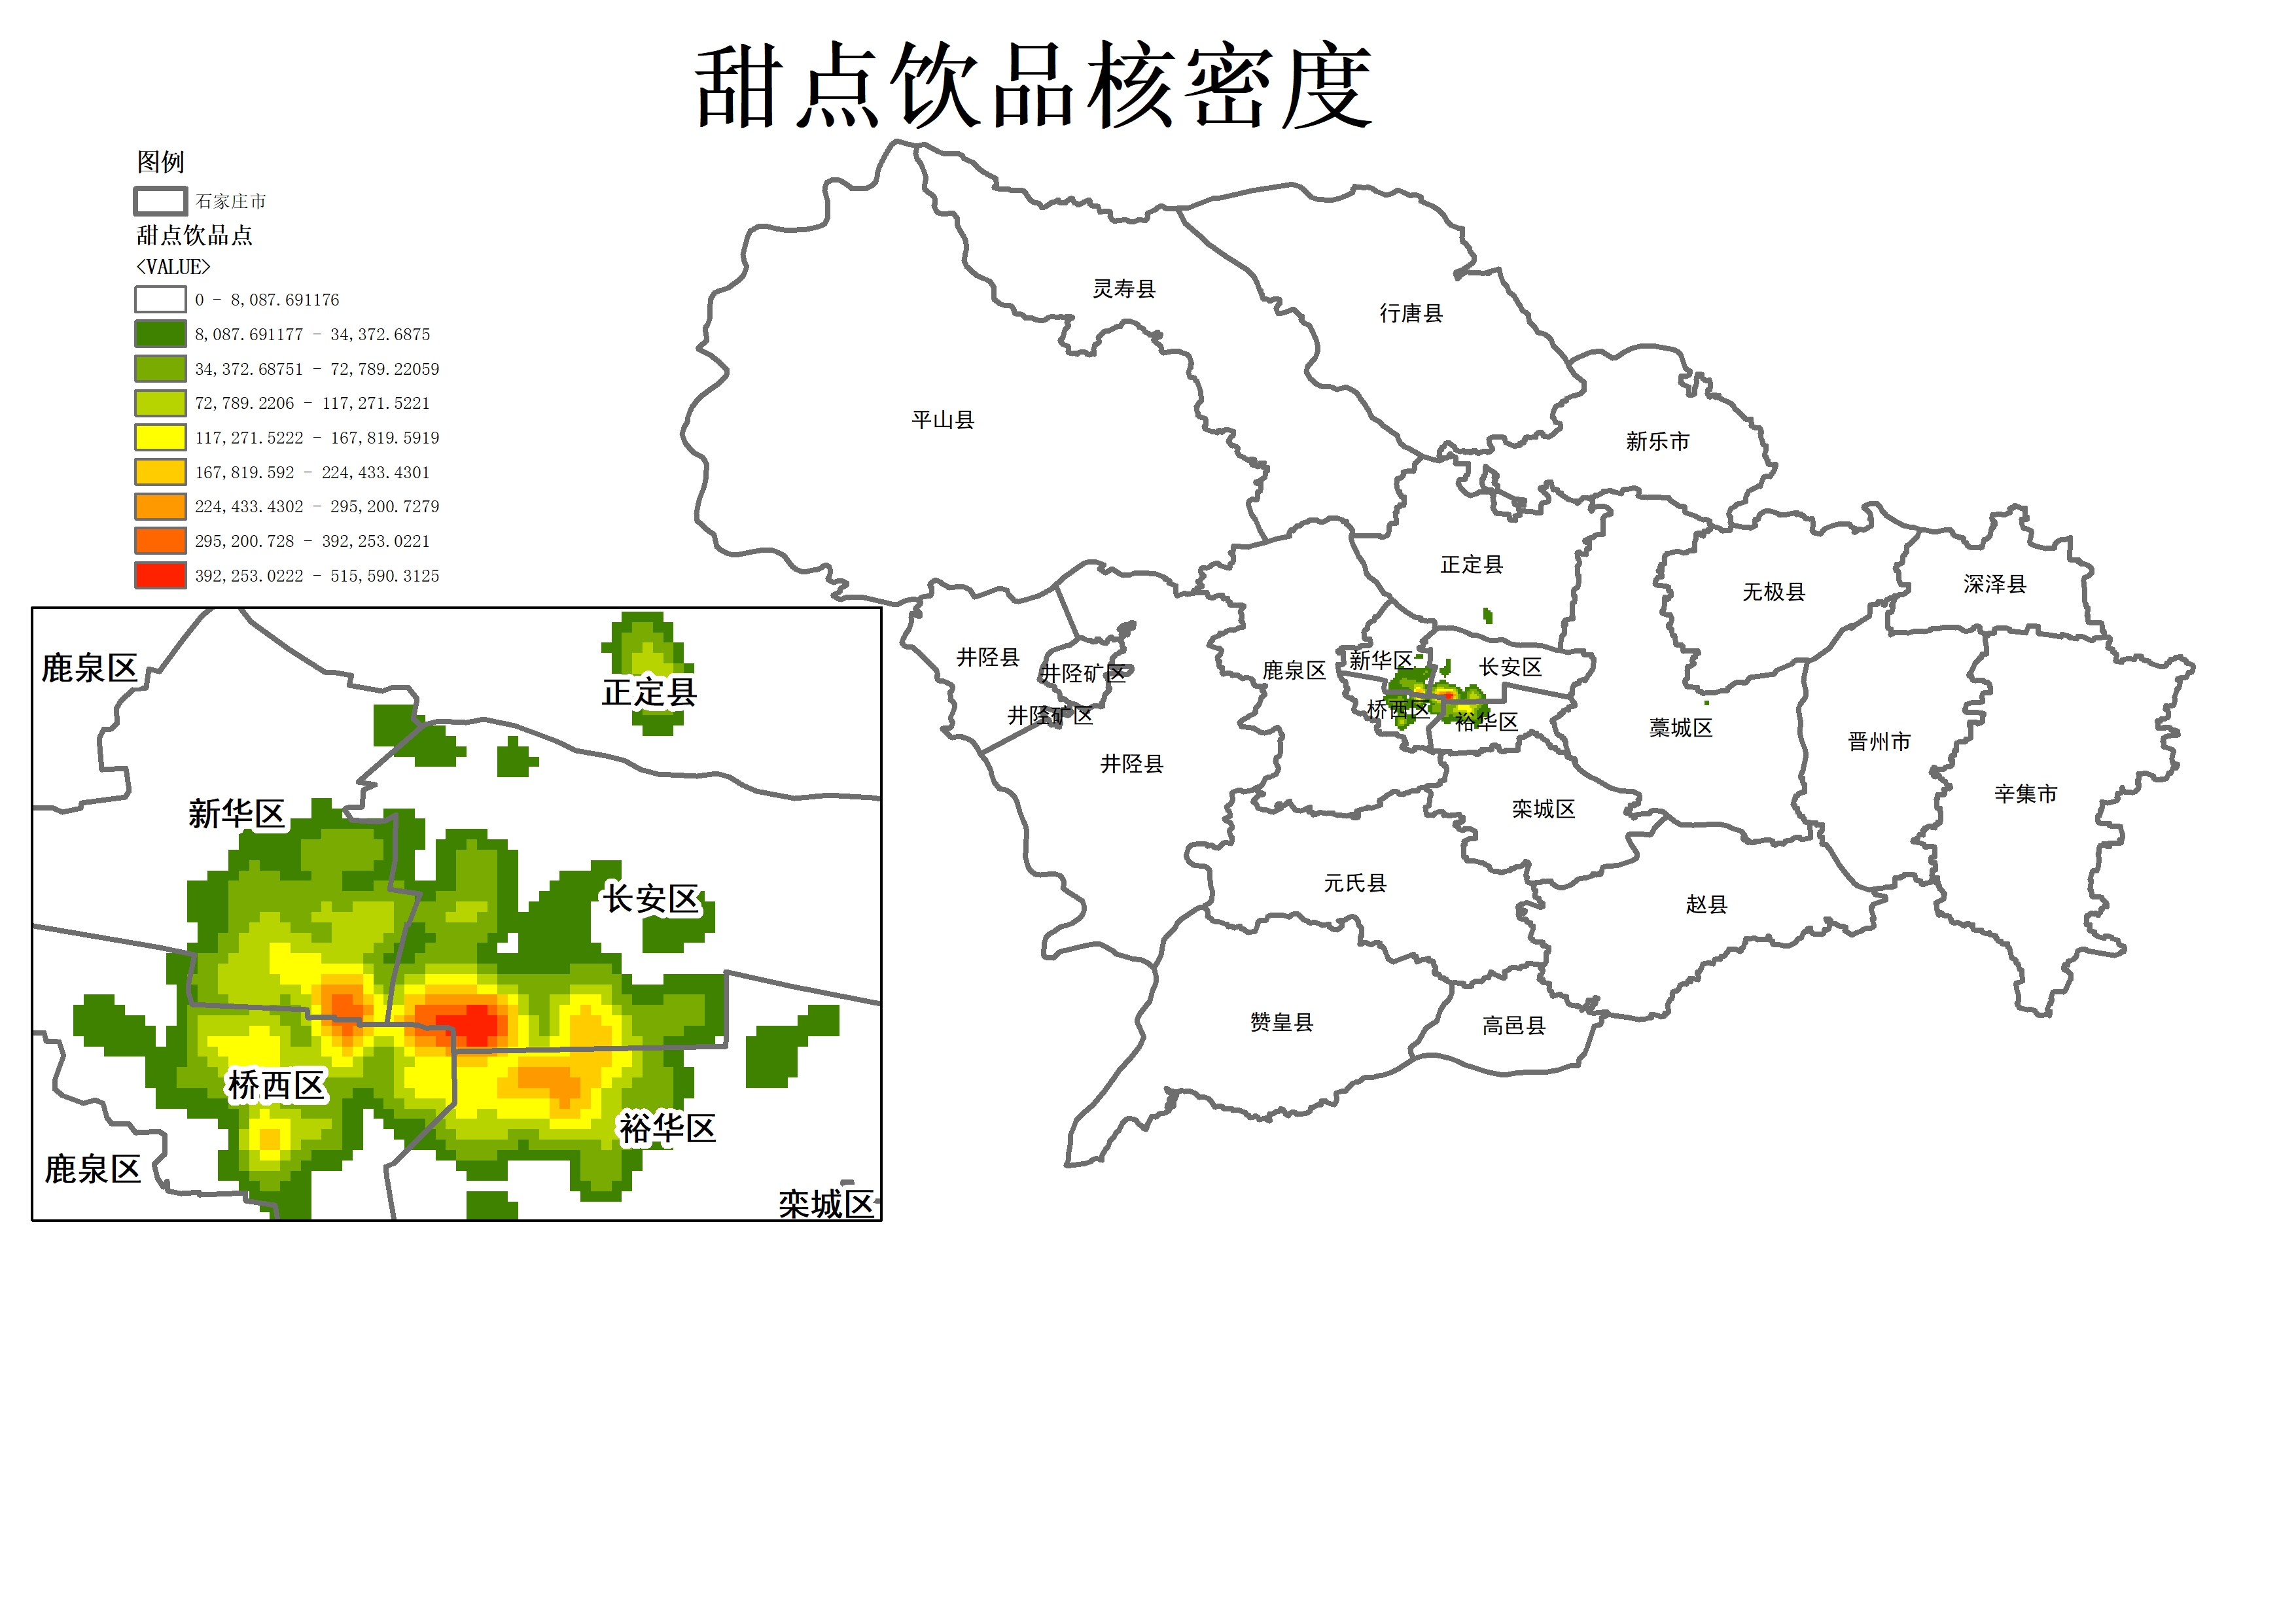 甜点饮品核密度
图例
石家庄市
甜点饮品点
<VALUE>
0 - 8,087.691176
8,087.691177 - 34,372.6875
34,372.68751 - 72,789.22059
72,789.2206 - 117,271.5221
117,271.5222 - 167,819.5919
167,819.592 - 224,433.4301
224,433.4302 - 295,200.7279
295,200.728 - 392,253.0221
392,253.0222 - 515,590.3125
灵寿县
行唐县
平山县
新乐市
正定县
无极县
深泽县
井陉县
井陉矿区
鹿泉区
新华区
长安区
井陉矿区
桥西区
裕华区
藁城区
晋州市
井陉县
栾城区
辛集市
元氏县
赵县
赞皇县
高邑县
鹿泉区
正定县
新华区
长安区
桥西区
裕华区
鹿泉区
栾城区